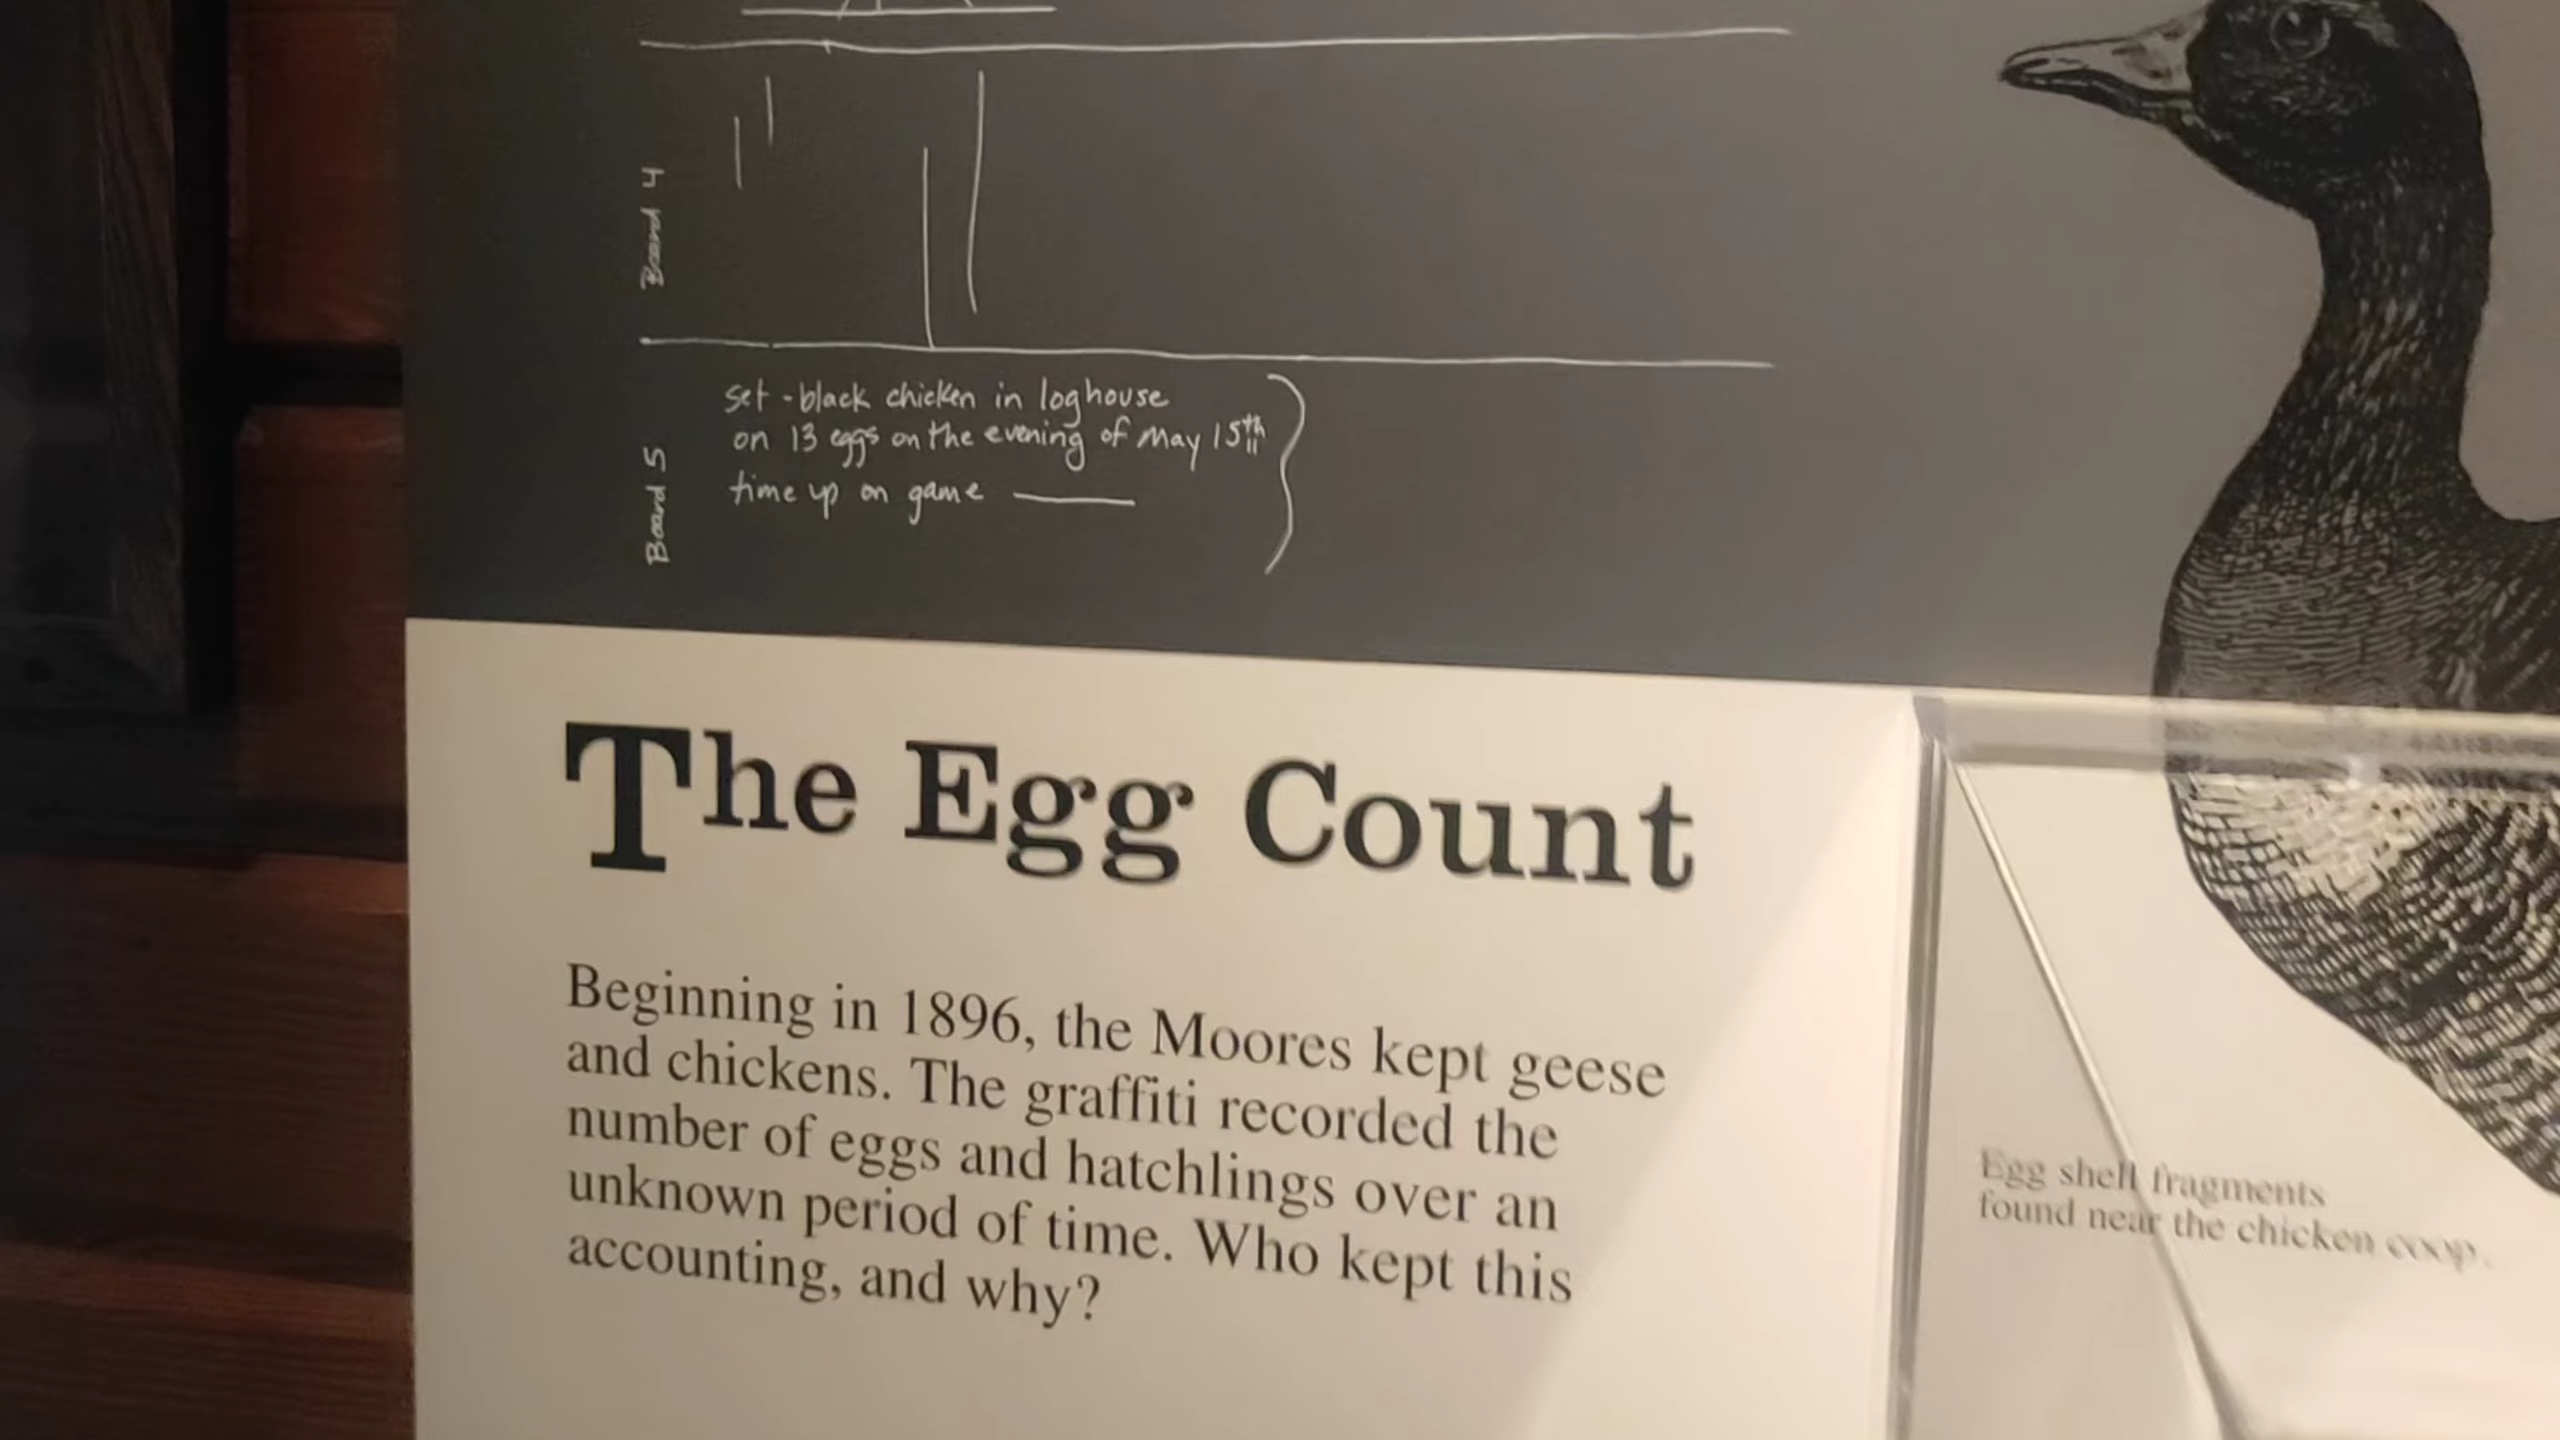 Board 4
set - black chicken in loghouse
on 13 eggs on the evening of May 15th
time up on game ———
Board 5
The Egg Count
Beginning in 1896, the Moores kept geese
and chickens. The graffiti recorded the
number of eggs and hatchlings over an
unknown period of time. Who kept this
accounting, and why?
Egg shell fragments
found near the chicken coop.